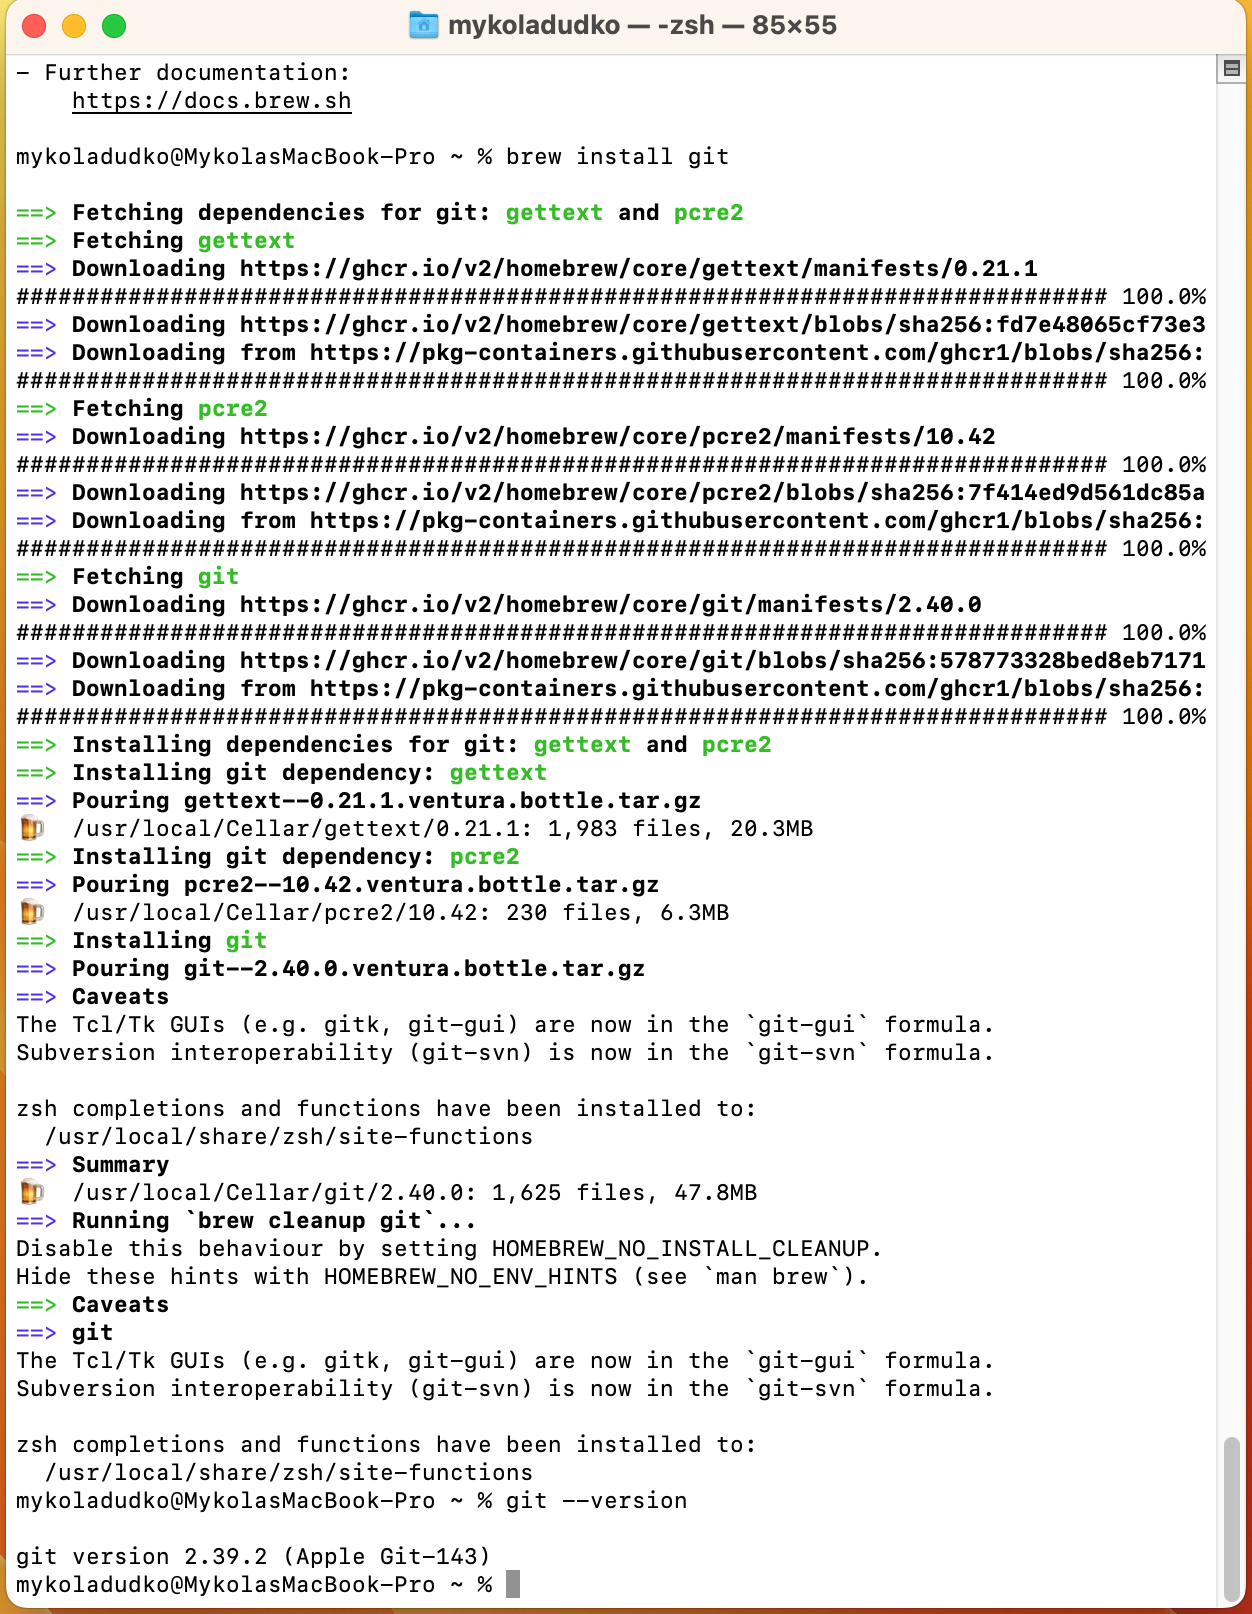 mykoladudko — -zsh — 85×55
- Further documentation:
    https://docs.brew.sh
mykoladudko@MykolasMacBook-Pro ~ % brew install git
==> Fetching dependencies for git: gettext and pcre2
==> Fetching gettext
==> Downloading https://ghcr.io/v2/homebrew/core/gettext/manifests/0.21.1
############################################################################## 100.0%
==> Downloading https://ghcr.io/v2/homebrew/core/gettext/blobs/sha256:fd7e48065cf73e3
==> Downloading from https://pkg-containers.githubusercontent.com/ghcr1/blobs/sha256:
############################################################################## 100.0%
==> Fetching pcre2
==> Downloading https://ghcr.io/v2/homebrew/core/pcre2/manifests/10.42
############################################################################## 100.0%
==> Downloading https://ghcr.io/v2/homebrew/core/pcre2/blobs/sha256:7f414ed9d561dc85a
==> Downloading from https://pkg-containers.githubusercontent.com/ghcr1/blobs/sha256:
############################################################################## 100.0%
==> Fetching git
==> Downloading https://ghcr.io/v2/homebrew/core/git/manifests/2.40.0
############################################################################## 100.0%
==> Downloading https://ghcr.io/v2/homebrew/core/git/blobs/sha256:578773328bed8eb7171
==> Downloading from https://pkg-containers.githubusercontent.com/ghcr1/blobs/sha256:
############################################################################## 100.0%
==> Installing dependencies for git: gettext and pcre2
==> Installing git dependency: gettext
==> Pouring gettext--0.21.1.ventura.bottle.tar.gz
🍺  /usr/local/Cellar/gettext/0.21.1: 1,983 files, 20.3MB
==> Installing git dependency: pcre2
==> Pouring pcre2--10.42.ventura.bottle.tar.gz
🍺  /usr/local/Cellar/pcre2/10.42: 230 files, 6.3MB
==> Installing git
==> Pouring git--2.40.0.ventura.bottle.tar.gz
==> Caveats
The Tcl/Tk GUIs (e.g. gitk, git-gui) are now in the `git-gui` formula.
Subversion interoperability (git-svn) is now in the `git-svn` formula.
zsh completions and functions have been installed to:
  /usr/local/share/zsh/site-functions
==> Summary
🍺  /usr/local/Cellar/git/2.40.0: 1,625 files, 47.8MB
==> Running `brew cleanup git`...
Disable this behaviour by setting HOMEBREW_NO_INSTALL_CLEANUP.
Hide these hints with HOMEBREW_NO_ENV_HINTS (see `man brew`).
==> Caveats
==> git
The Tcl/Tk GUIs (e.g. gitk, git-gui) are now in the `git-gui` formula.
Subversion interoperability (git-svn) is now in the `git-svn` formula.
zsh completions and functions have been installed to:
  /usr/local/share/zsh/site-functions
mykoladudko@MykolasMacBook-Pro ~ % git --version
git version 2.39.2 (Apple Git-143)
mykoladudko@MykolasMacBook-Pro ~ %